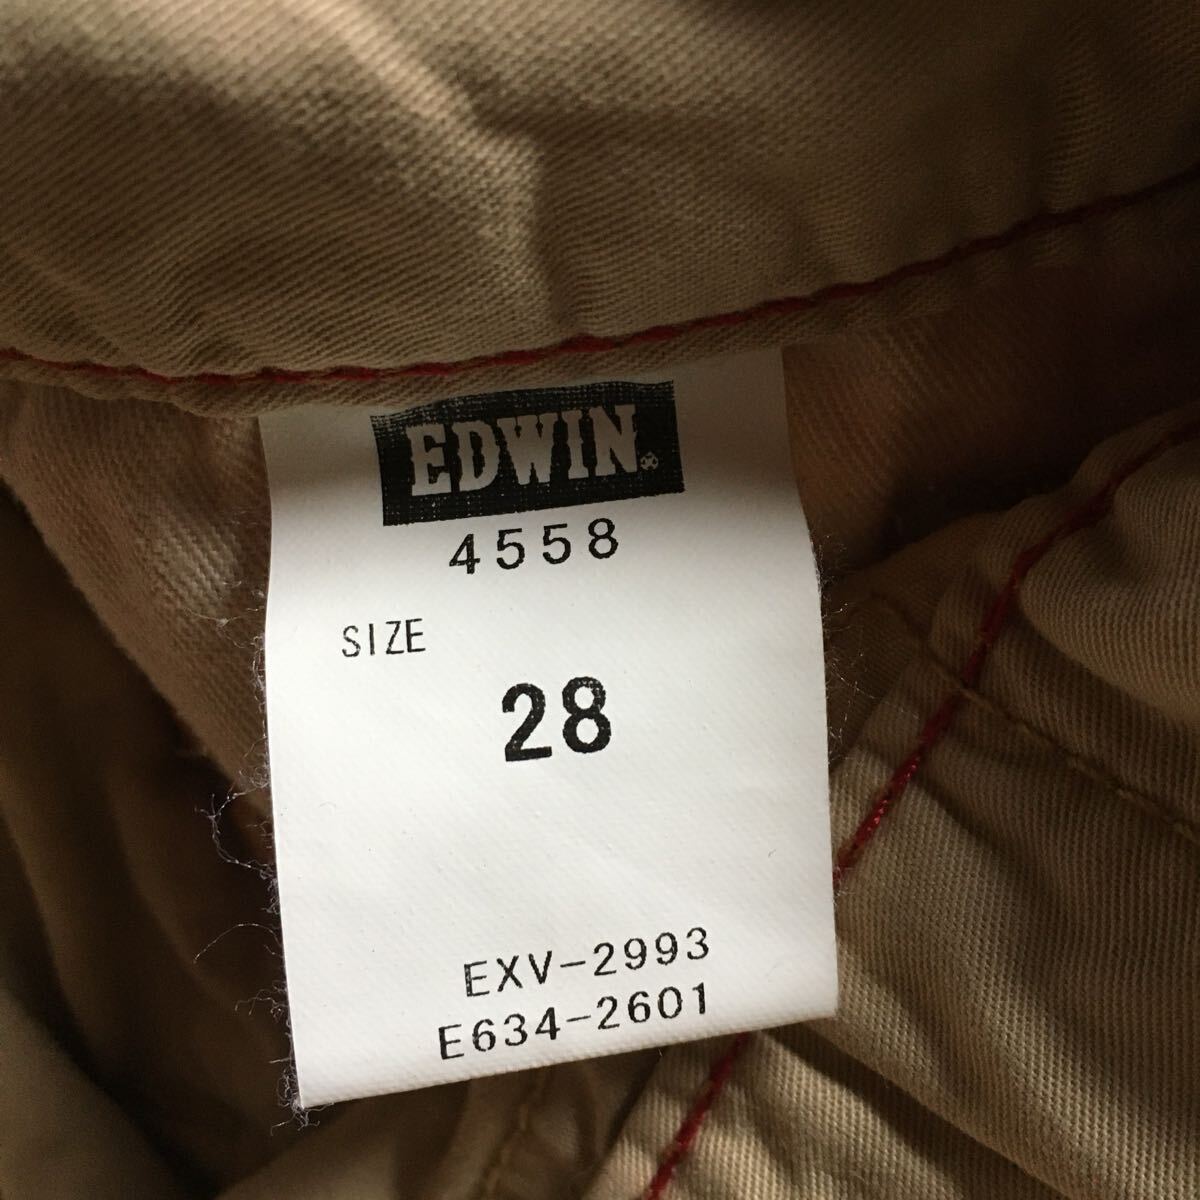 EDWIN
4558
SIZE
28
EXV-2993
E634-2601